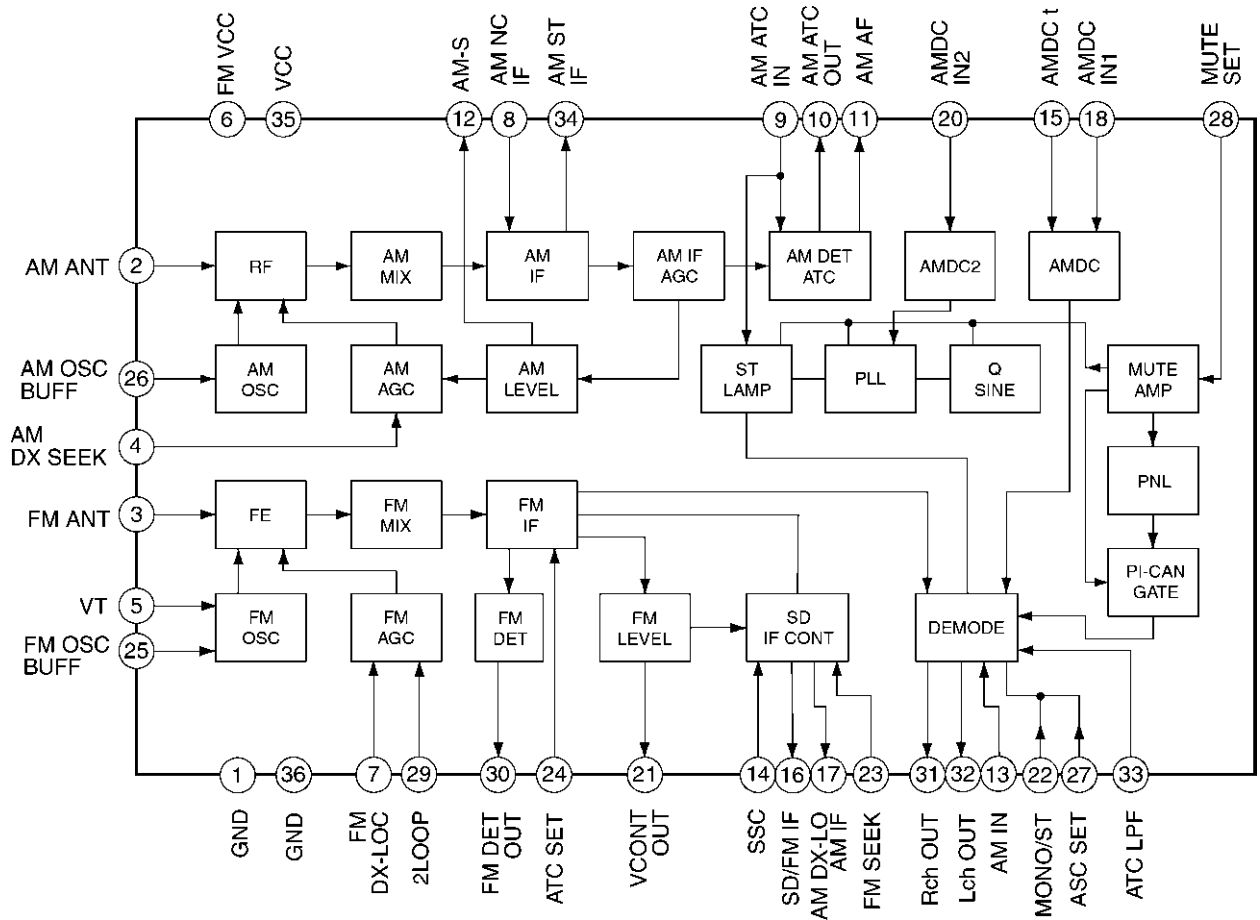 FM VCC
VCC
AM-S
AM NC
IF
AM ST
IF
AM ATC
IN
AM ATC
OUT
AM AF
AMDC
IN2
AMDC t
AMDC
IN1
MUTE
SET
6
35
12
8
34
9
10
11
20
15
18
28
AM ANT
2
RF
AM
MIX
AM
IF
AM IF
AGC
AM DET
ATC
AMDC2
AMDC
AM OSC
BUFF
26
AM
OSC
AM
AGC
AM
LEVEL
ST
LAMP
PLL
Q
SINE
MUTE
AMP
AM
DX SEEK
4
PNL
FM ANT
3
FE
FM
MIX
FM
IF
PI-CAN
GATE
VT
5
FM OSC
BUFF
25
FM
OSC
FM
AGC
FM
DET
FM
LEVEL
SD
IF CONT
DEMODE
1
36
7
29
30
24
21
14
16
17
23
31
32
13
22
27
33
GND
GND
FM
DX-LOC
2LOOP
FM DET
OUT
ATC SET
VCONT
OUT
SSC
SD/FM IF
AM DX-LO
AM IF
FM SEEK
Rch OUT
Lch OUT
AM IN
MONO/ST
ASC SET
ATC LPF